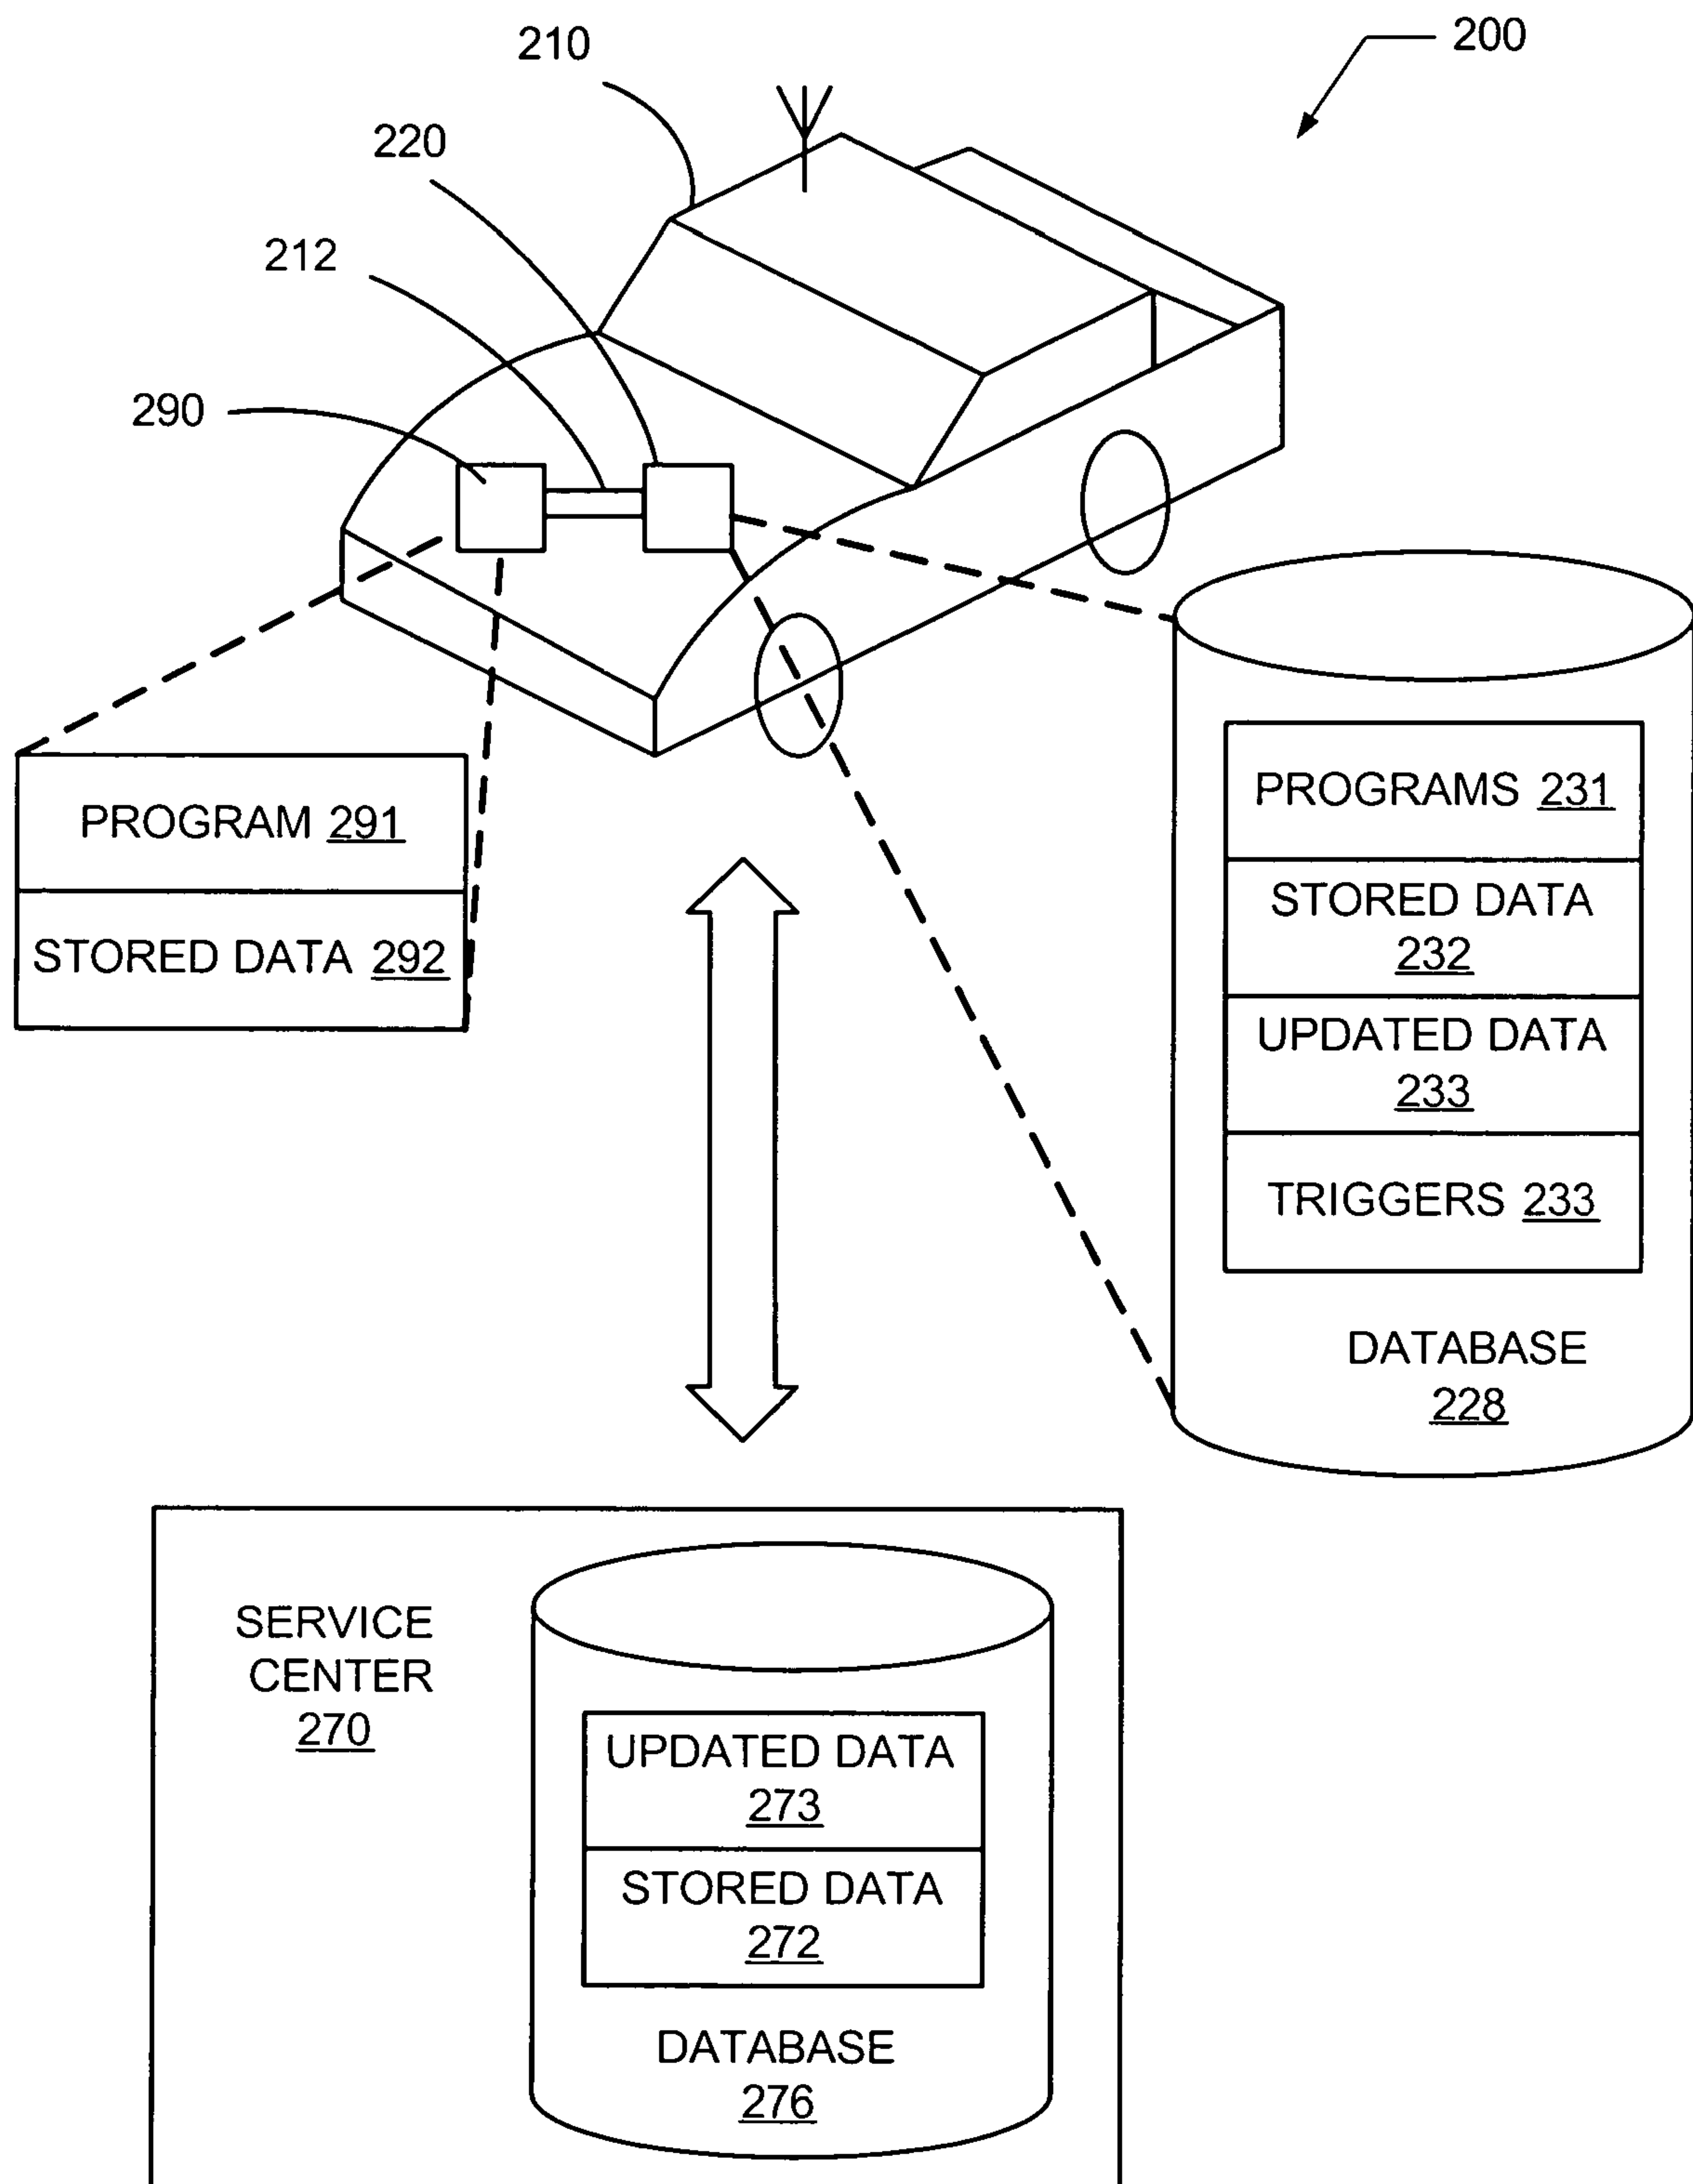 200
210
220
212
290
PROGRAM 291
STORED DATA 292
PROGRAMS 231
STORED DATA
232
UPDATED DATA
233
TRIGGERS 233
DATABASE
228
SERVICE
CENTER
270
UPDATED DATA
273
STORED DATA
272
DATABASE
276